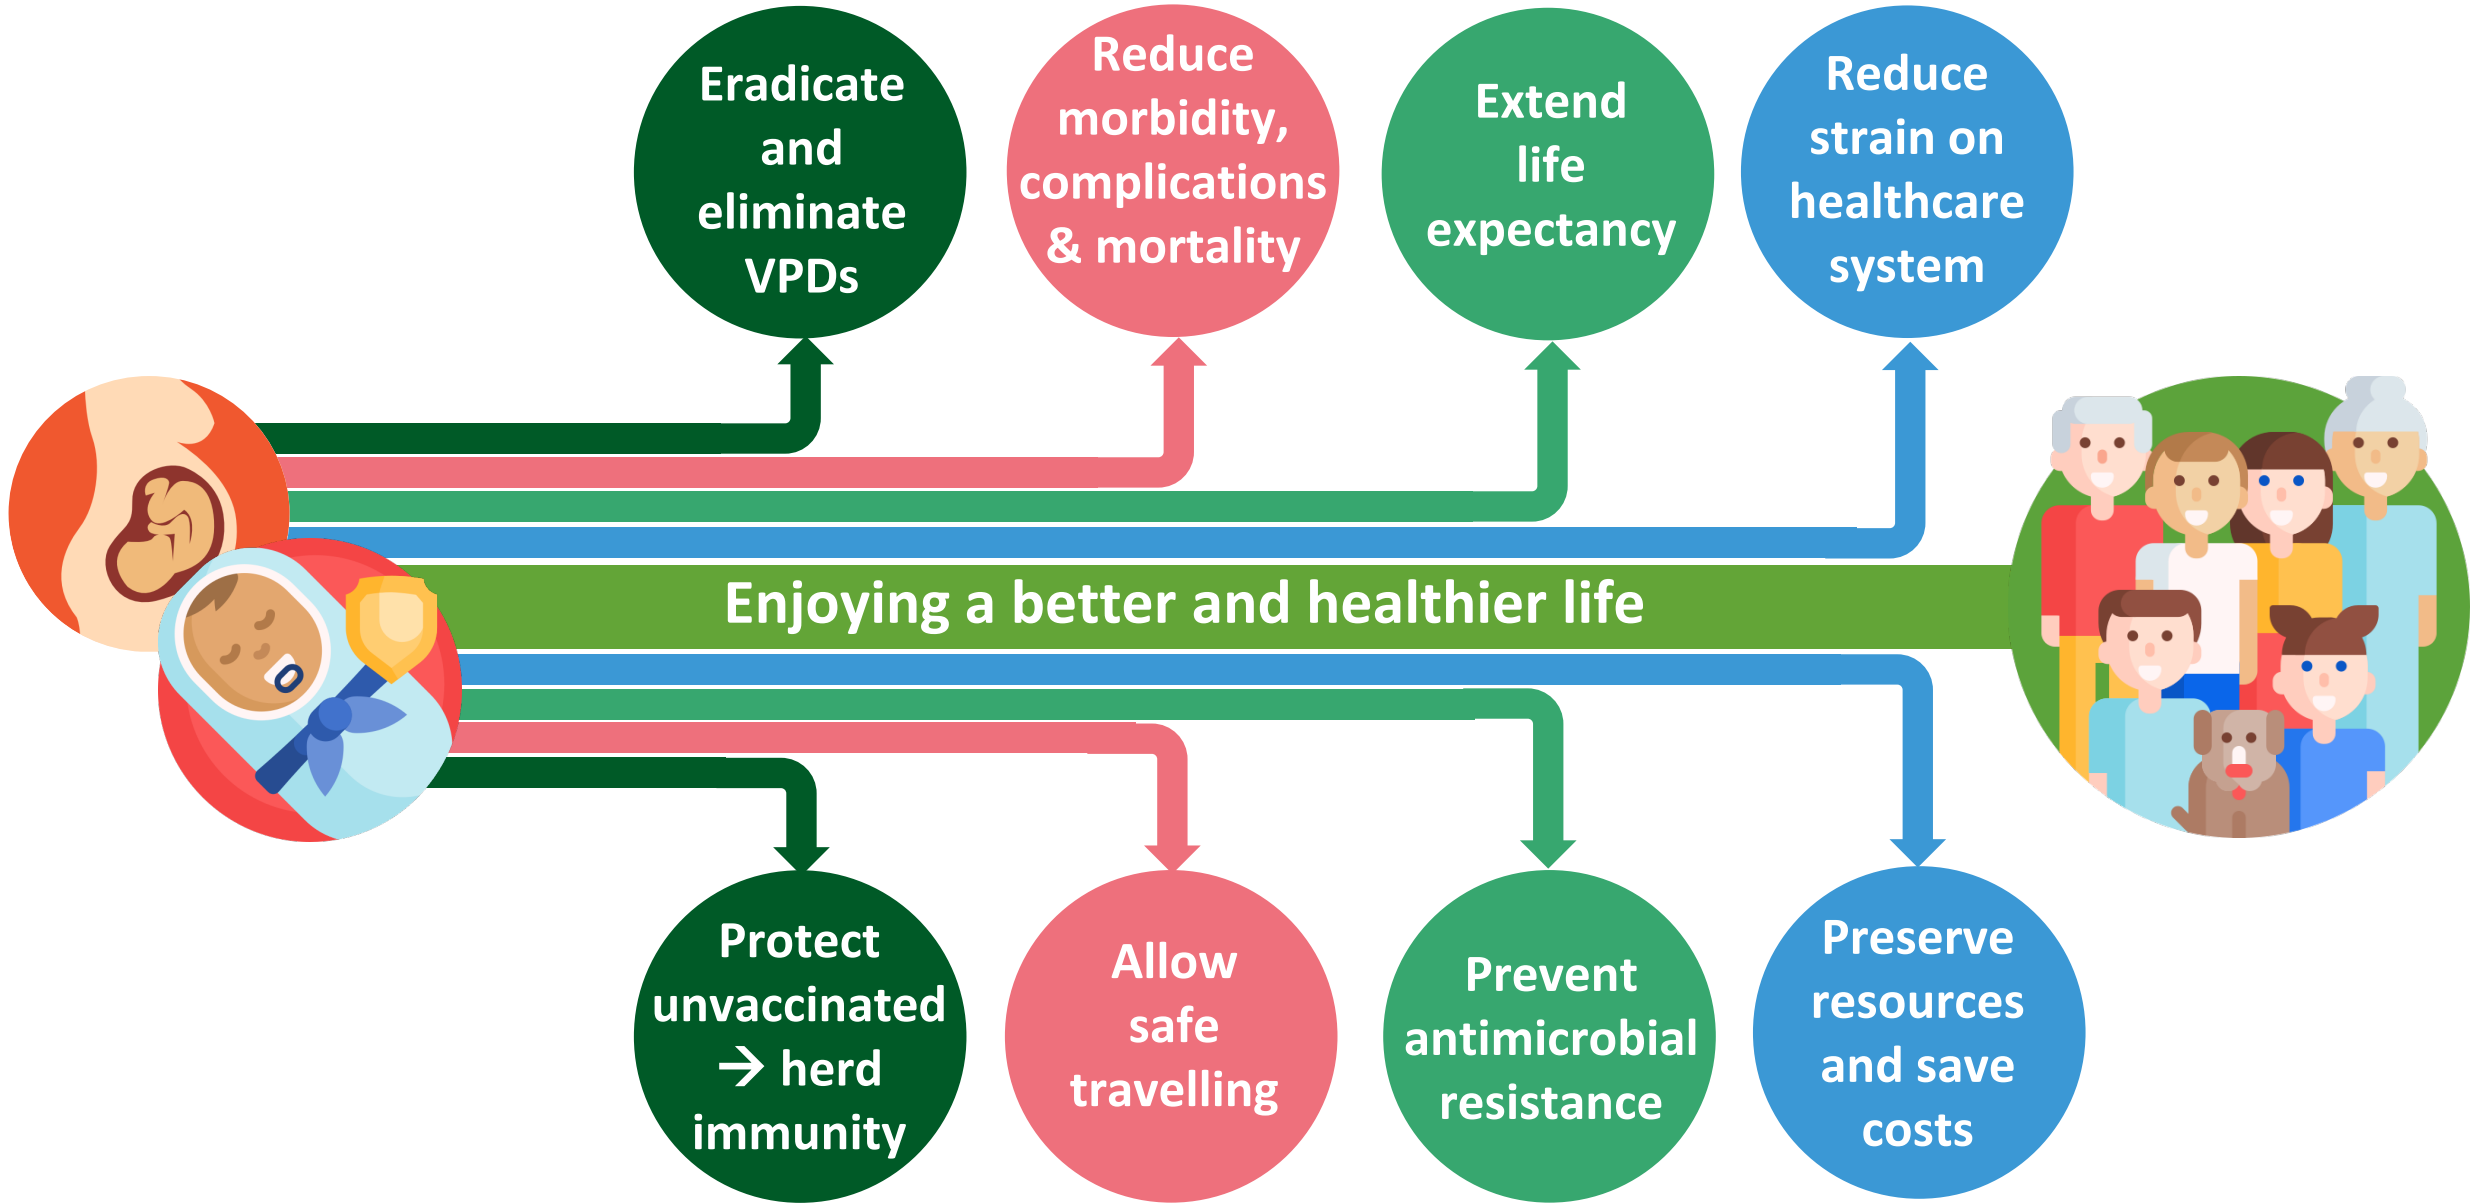 Eradicate
and
eliminate
VPDs
Reduce
morbidity,
complications
& mortality
Extend
life
expectancy
Reduce
strain on
healthcare
system
Enjoying a better and healthier life
Protect
unvaccinated
→ herd
immunity
Allow
safe
travelling
Prevent
antimicrobial
resistance
Preserve
resources
and save
costs